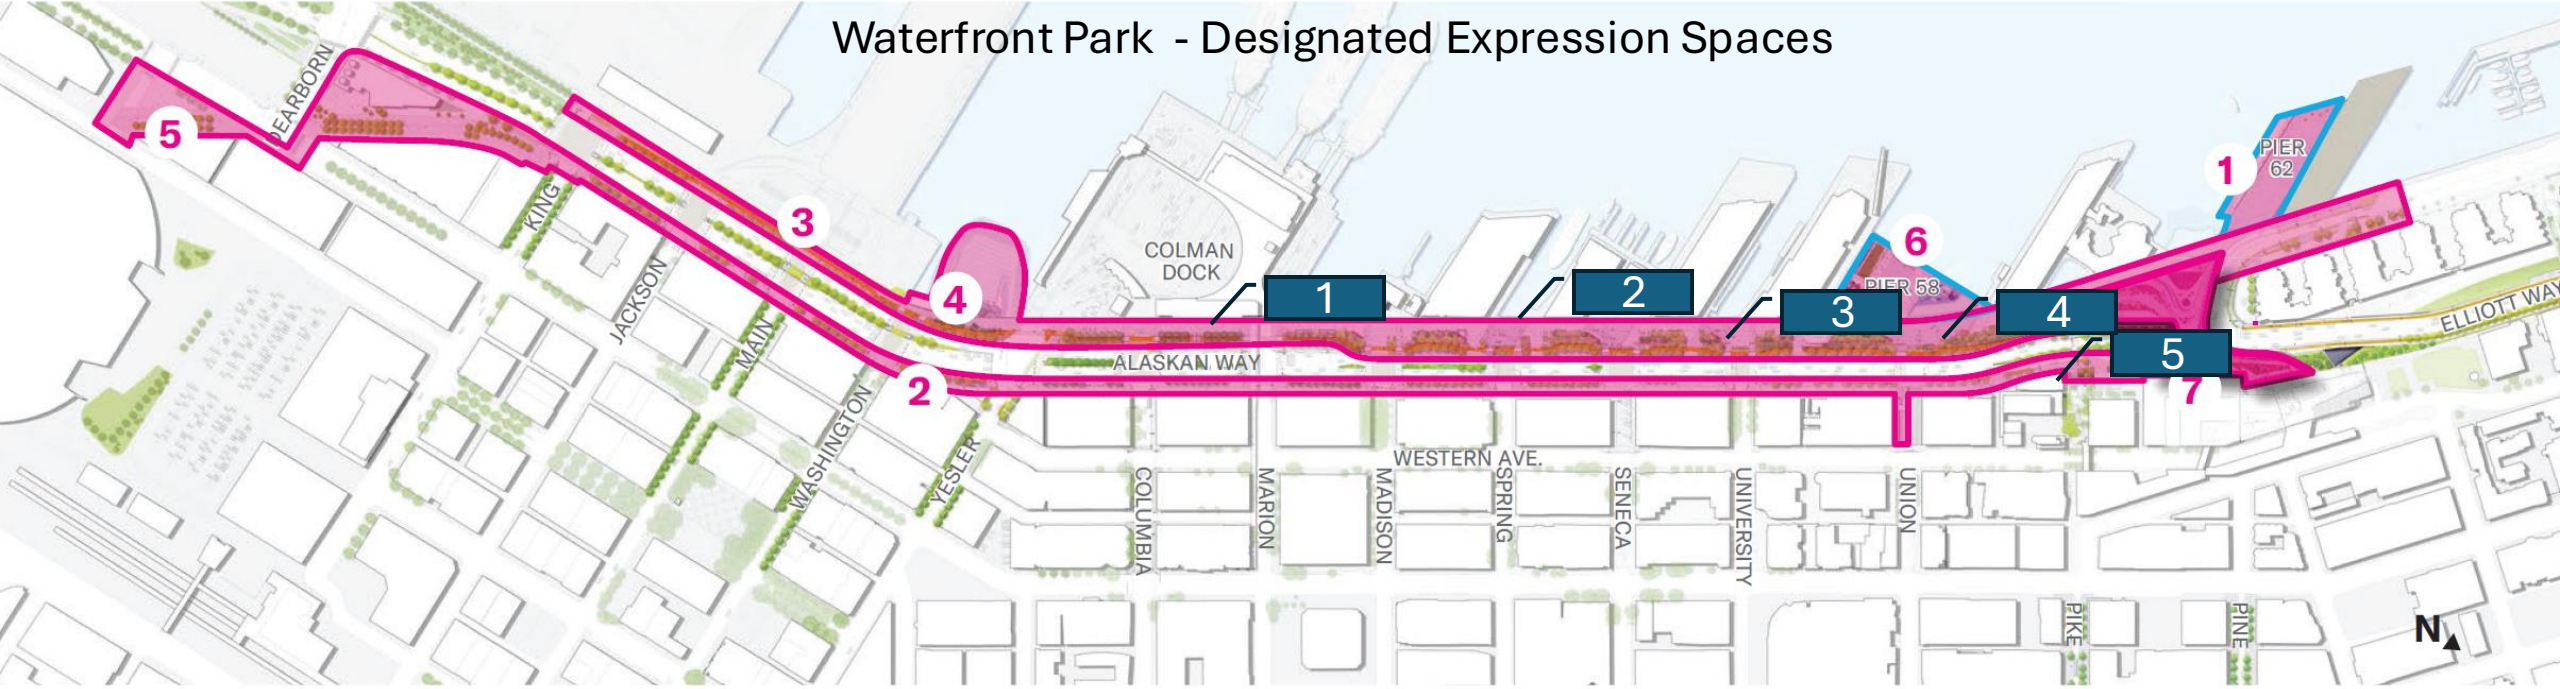 Waterfront Park - Designated Expression Spaces
DEARBORN
5
KING
JACKSON
MAIN
WASHINGTON
YESLER
3
4
2
COLMAN
DOCK
ALASKAN WAY
1
2
3
4
5
6
PIER 58
1
PIER
62
7
ELLIOTT WAY
WESTERN AVE.
COLUMBIA
MARION
MADISON
SPRING
SENECA
UNIVERSITY
UNION
PIKE
PINE
N